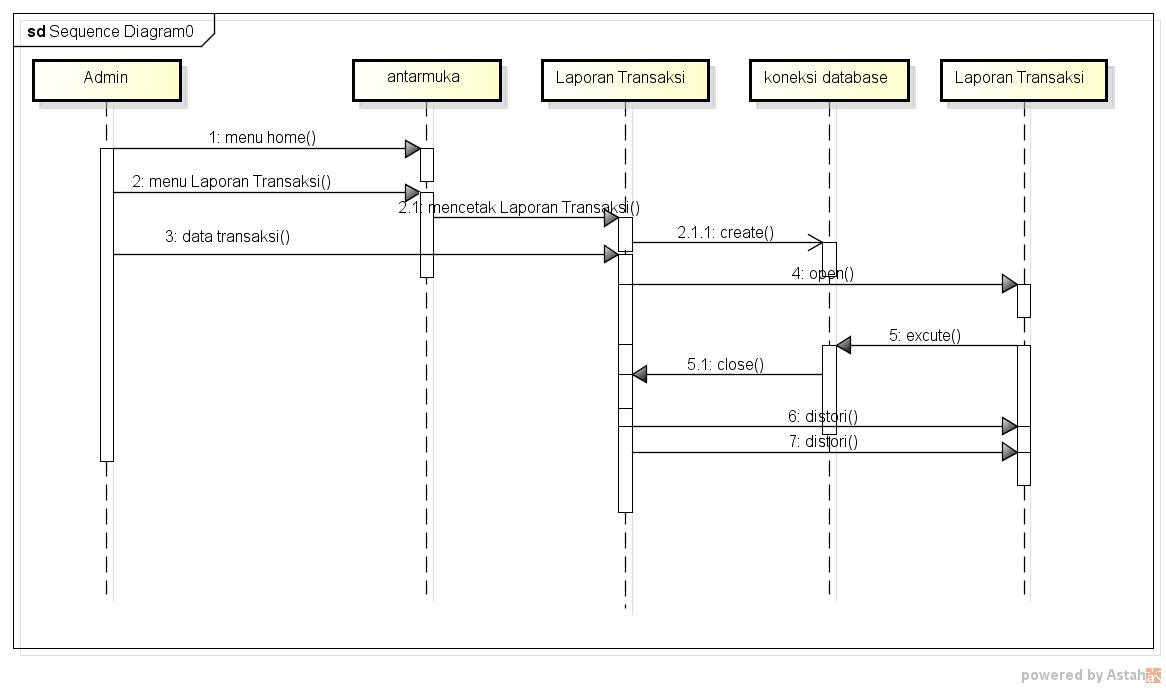 sd Sequence Diagram0
Admin
antarmuka
Laporan Transaksi
koneksi database
Laporan Transaksi
1: menu home()
2: menu Laporan Transaksi()
2.1: mencetak Laporan Transaksi()
3: data transaksi()
2.1.1: create()
4: open()
5: excute()
5.1: close()
6: distori()
7: distori()
powered by Astah